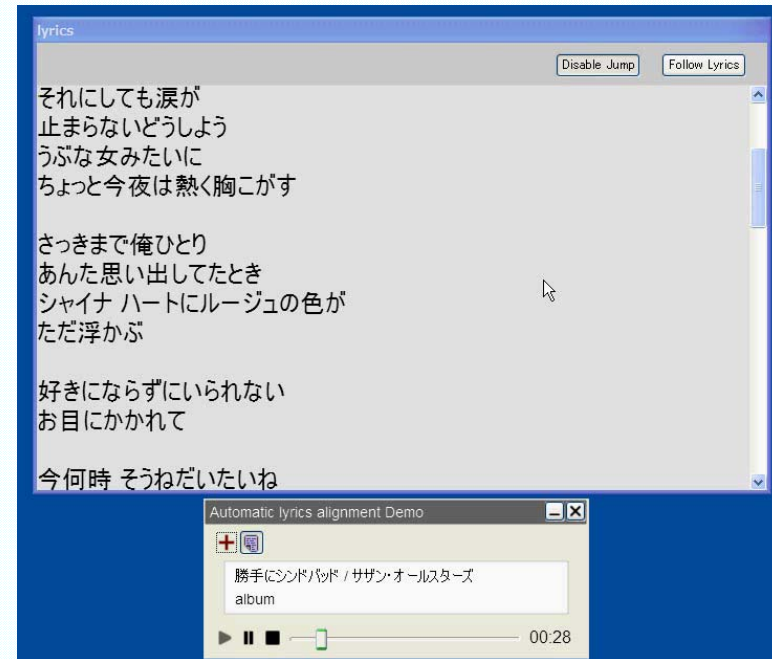 lyrics
Disable Jump
Follow Lyrics
それにしても涙が
止まらないどうしよう
うぶな女みたいに
ちょっと今夜は熱く胸こがす
さっきまで俺ひとり
あんた思い出してたとき
シャイナ ハートにルージュの色が
ただ浮かぶ
好きにならずにいられない
お目にかかれて
今何時 そうねだいたいね
Automatic lyrics alignment Demo
勝手にシンドバッド / サザン・オールスターズ
album
00:28